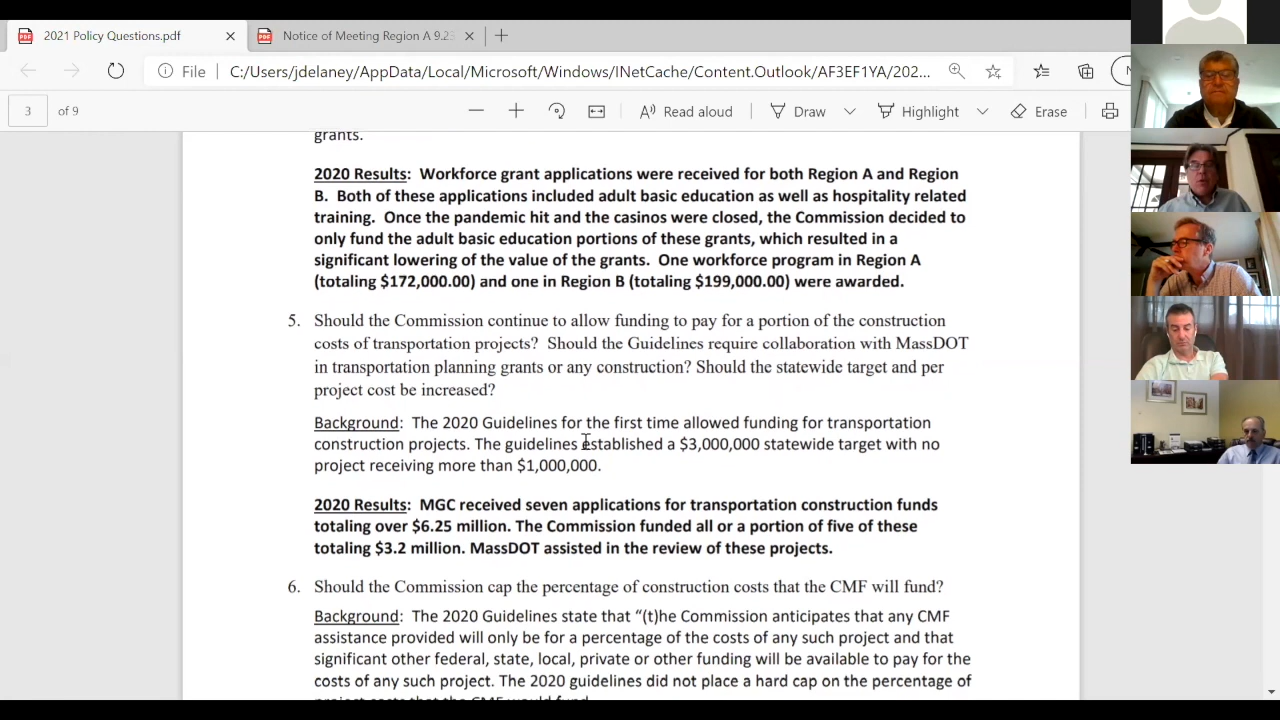 2021 Policy Questions.pdf
Notice of Meeting Region A 9.23
File C:/Users/jdelaney/AppData/Local/Microsoft/Windows/INetCache/Content.Outlook/AF3EF1YA/202...
3 of 9 Read aloud Draw Highlight Erase
grants.
2020 Results: Workforce grant applications were received for both Region A and Region
B. Both of these applications included adult basic education as well as hospitality related
training. Once the pandemic hit and the casinos were closed, the Commission decided to
only fund the adult basic education portions of these grants, which resulted in a
significant lowering of the value of the grants. One workforce program in Region A
(totaling $172,000.00) and one in Region B (totaling $199,000.00) were awarded.
5. Should the Commission continue to allow funding to pay for a portion of the construction
costs of transportation projects? Should the Guidelines require collaboration with MassDOT
in transportation planning grants or any construction? Should the statewide target and per
project cost be increased?
Background: The 2020 Guidelines for the first time allowed funding for transportation
construction projects. The guidelines established a $3,000,000 statewide target with no
project receiving more than $1,000,000.
2020 Results: MGC received seven applications for transportation construction funds
totaling over $6.25 million. The Commission funded all or a portion of five of these
totaling $3.2 million. MassDOT assisted in the review of these projects.
6. Should the Commission cap the percentage of construction costs that the CMF will fund?
Background: The 2020 Guidelines state that “(t)he Commission anticipates that any CMF
assistance provided will only be for a percentage of the costs of any such project and that
significant other federal, state, local, private or other funding will be available to pay for the
costs of any such project. The 2020 guidelines did not place a hard cap on the percentage of
project costs that the CMF would fund.